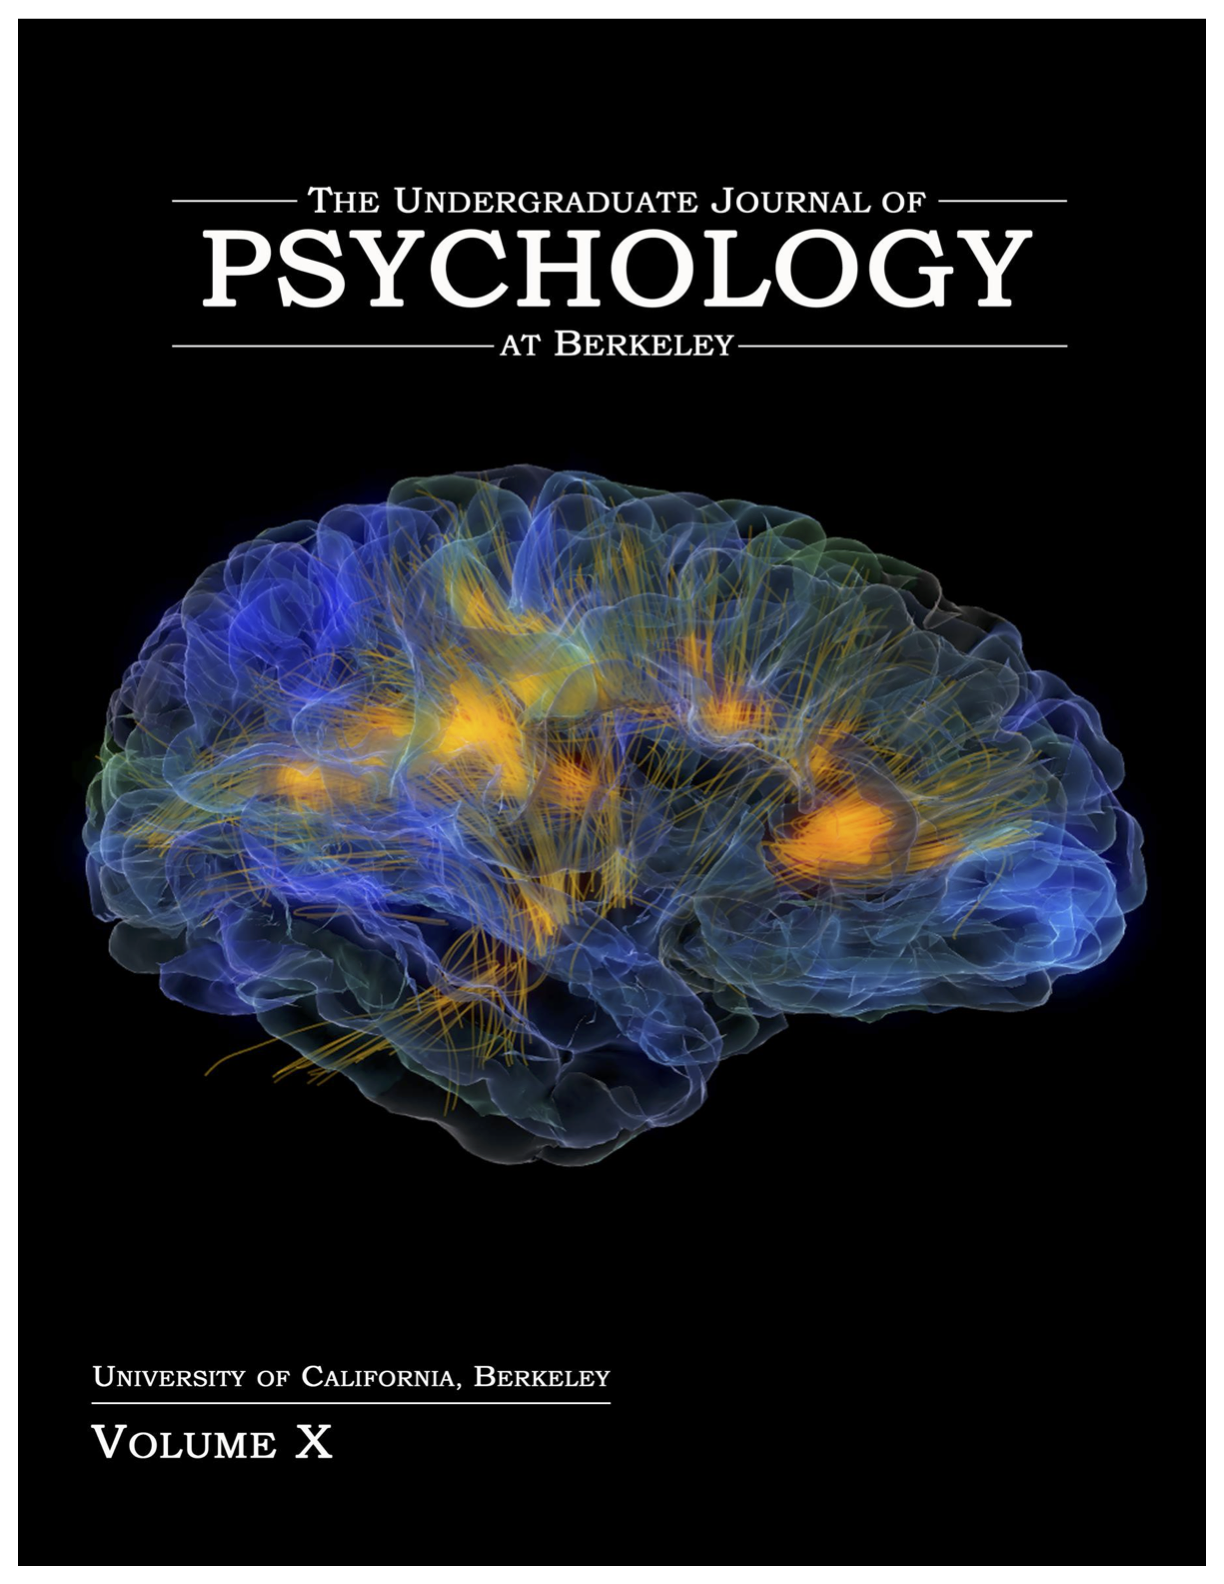 The Undergraduate Journal of
PSYCHOLOGY
at Berkeley
University of California, Berkeley
Volume X